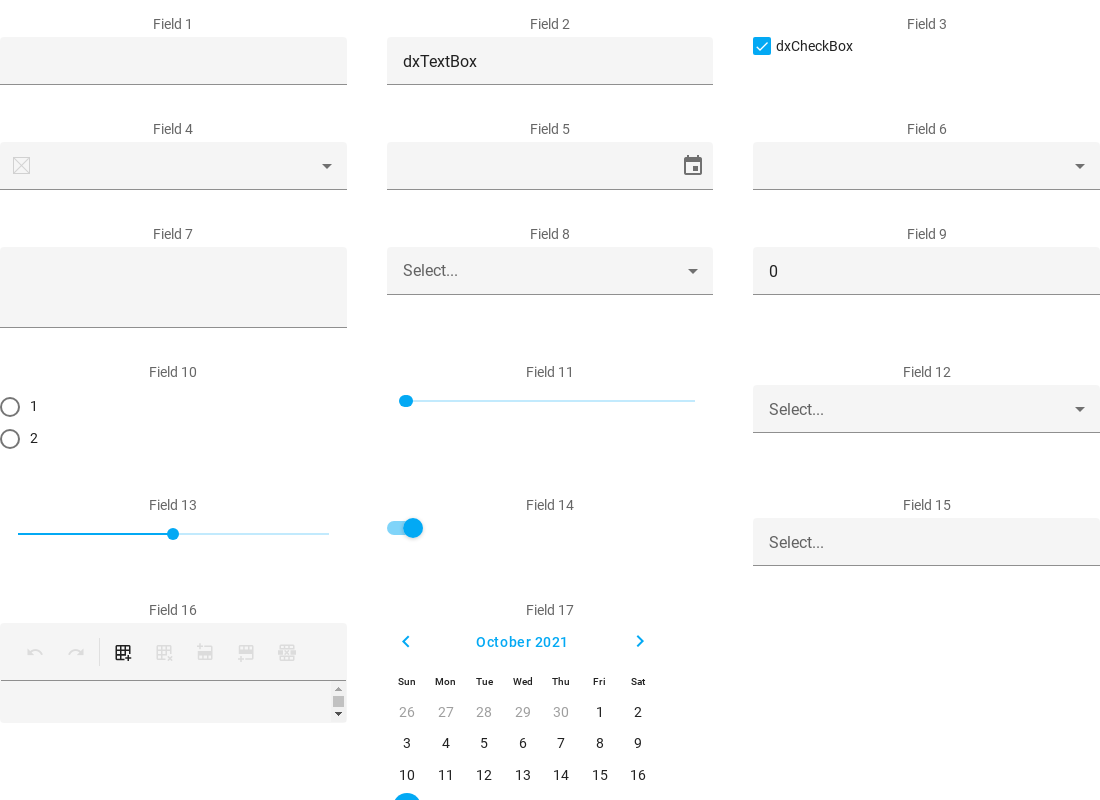 Field 1
Field 2
dxTextBox
Field 3
dxCheckBox
Field 4
Field 5
Field 6
Field 7
Field 8
Select...
Field 9
0
Field 10
1
2
Field 11
Field 12
Select...
Field 13
Field 14
Field 15
Select...
Field 16
Field 17
October 2021
Sun Mon Tue Wed Thu Fri Sat
26 27 28 29 30 1 2
3 4 5 6 7 8 9
10 11 12 13 14 15 16